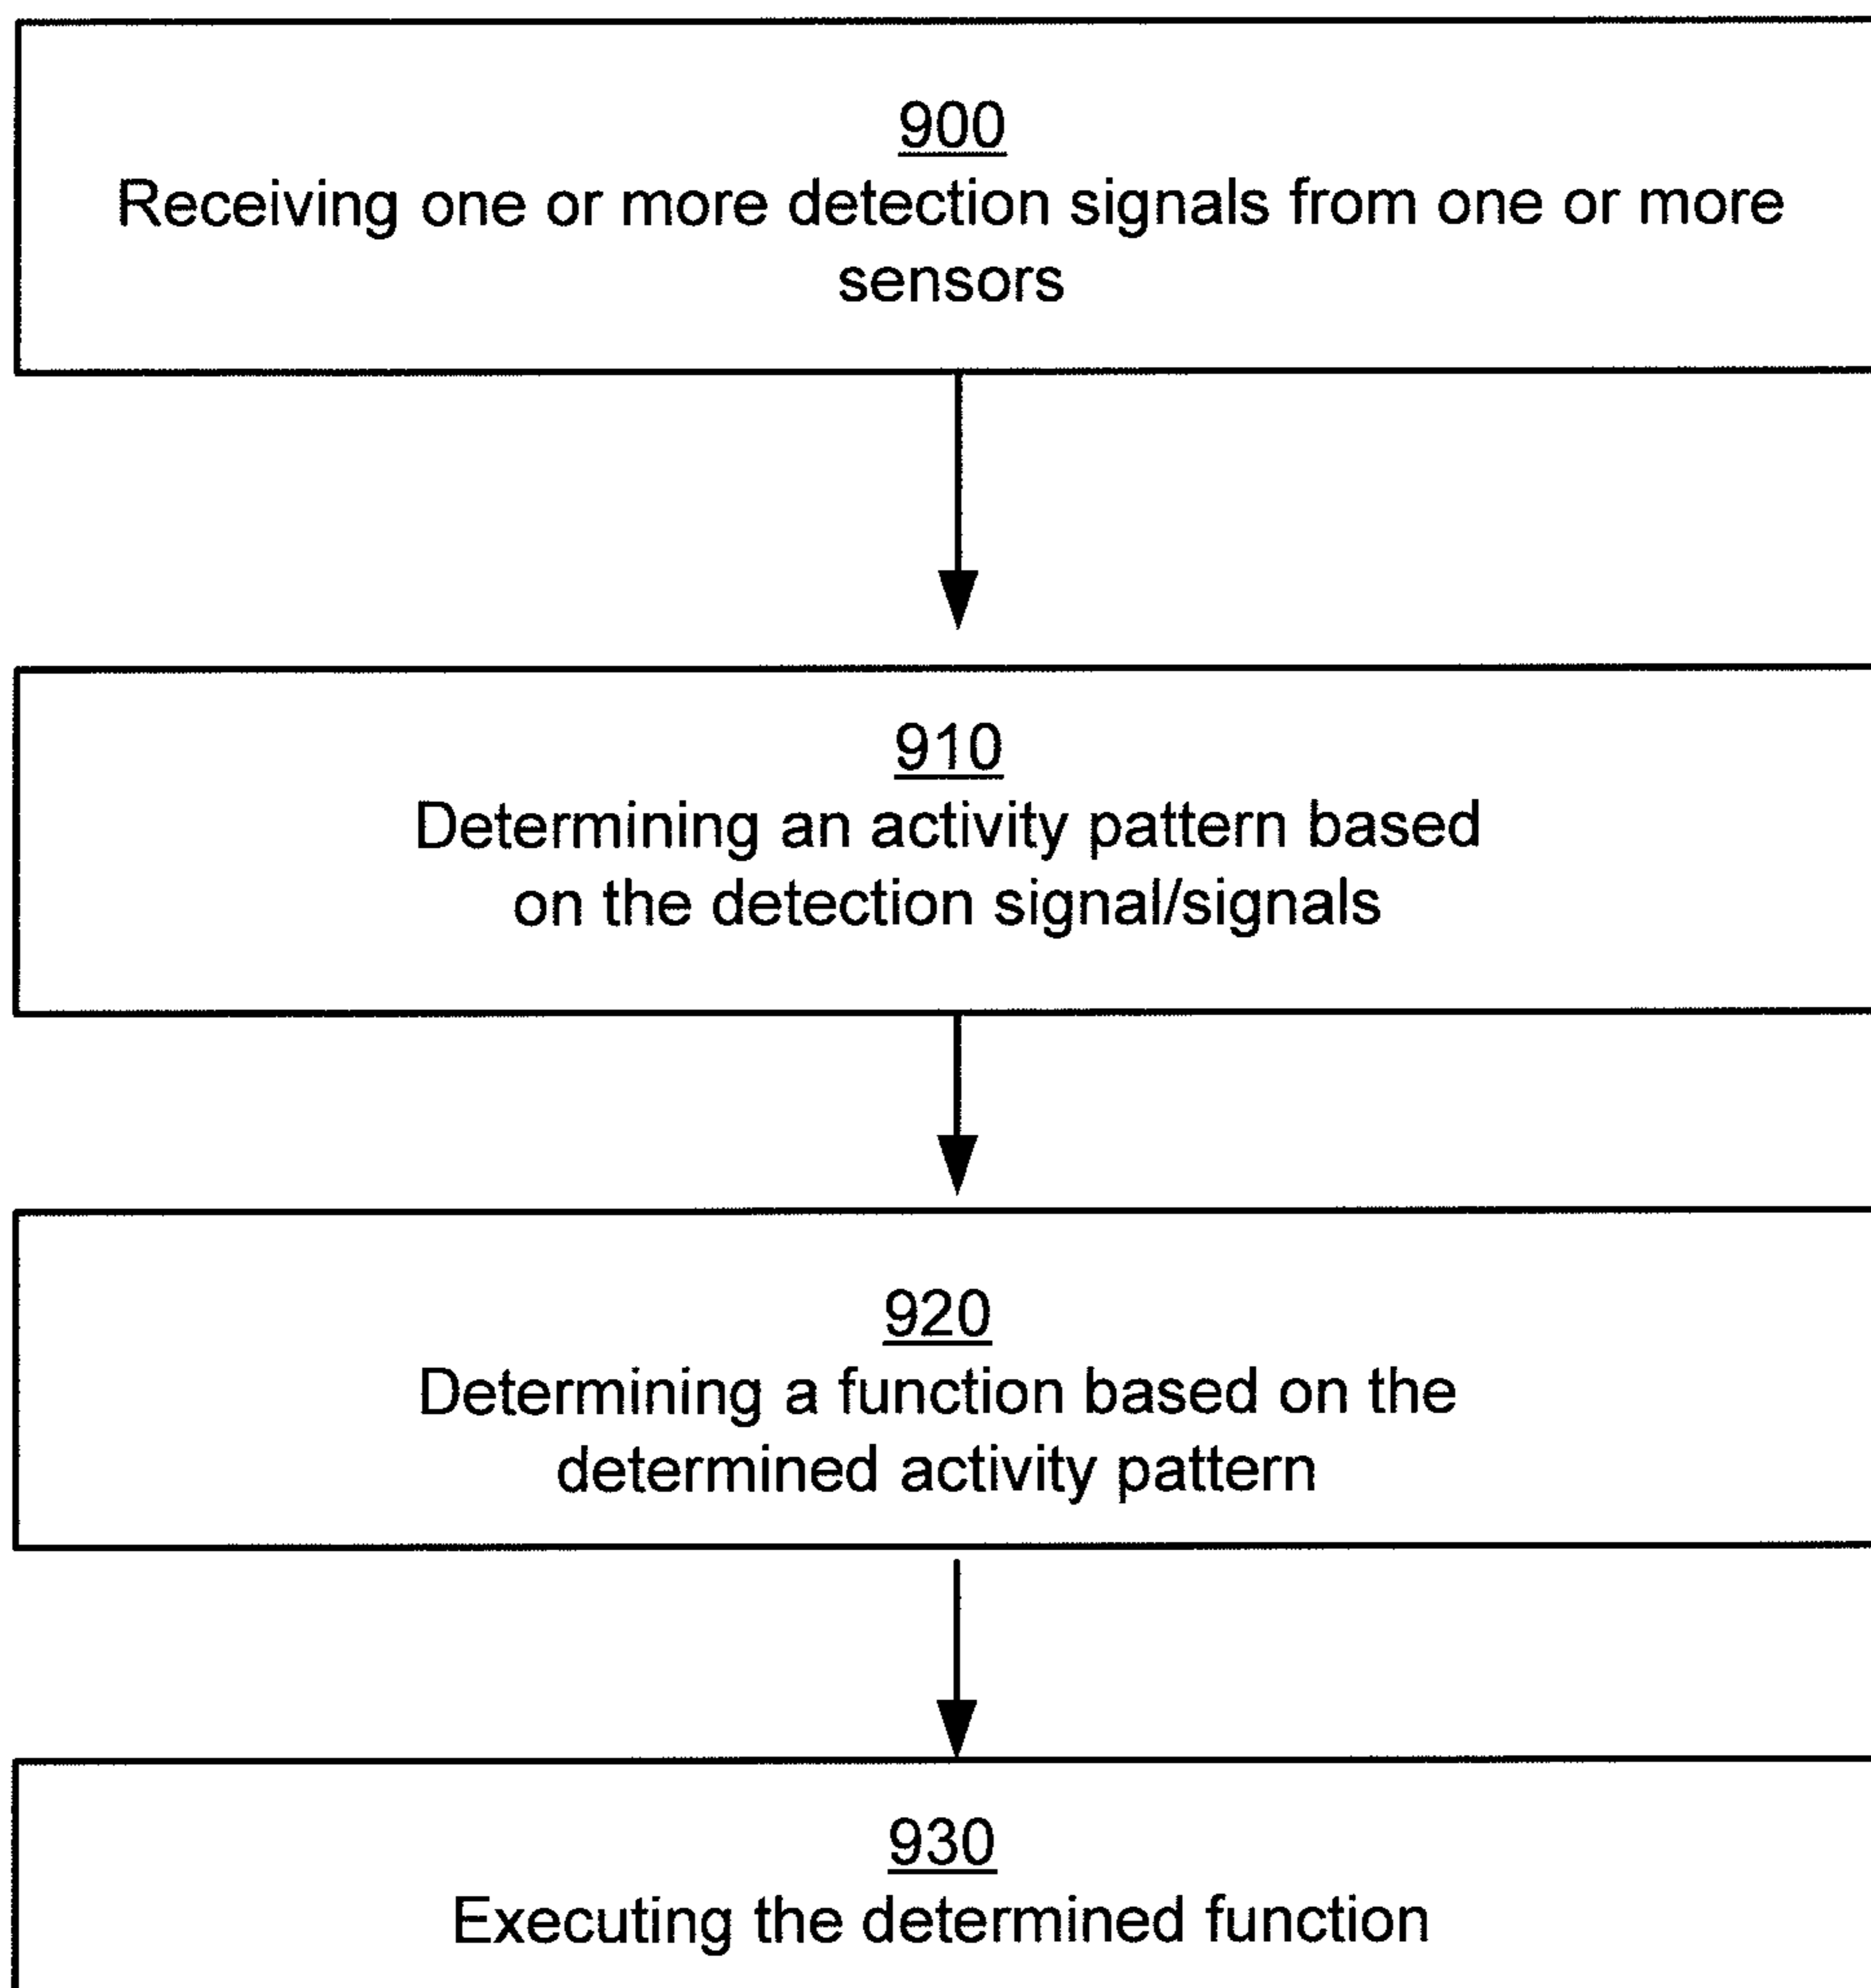 900
Receiving one or more detection signals from one or more
sensors
910
Determining an activity pattern based
on the detection signal/signals
920
Determining a function based on the
determined activity pattern
930
Executing the determined function